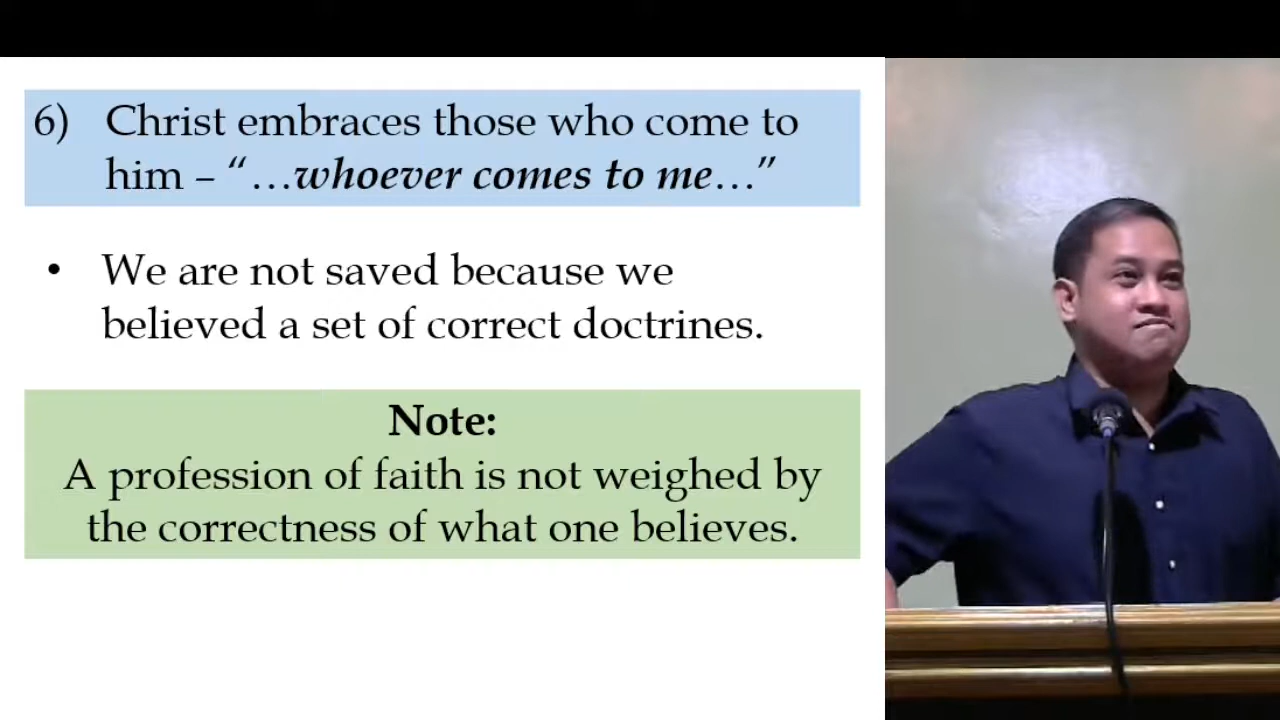 6) Christ embraces those who come to
him – “…whoever comes to me…”
• We are not saved because we
believed a set of correct doctrines.
Note:
A profession of faith is not weighed by
the correctness of what one believes.